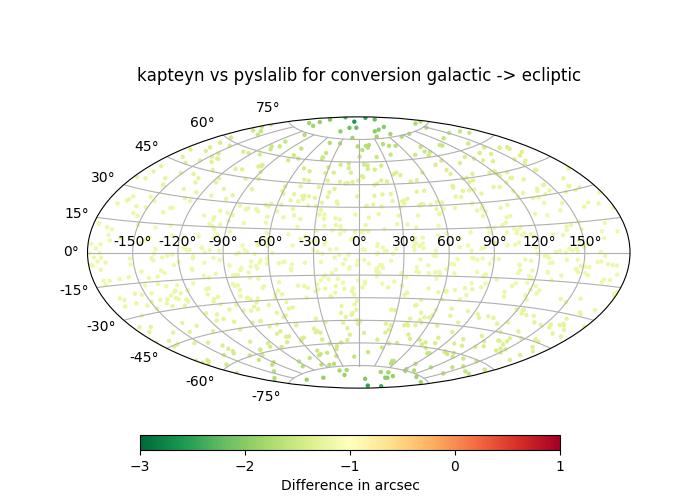 kapteyn vs pyslalib for conversion galactic -> ecliptic
75°
60°
45°
30°
15°
-150° -120° -90° -60° -30° 0° 30° 60° 90° 120° 150°
0°
-15°
-30°
-45°
-60°
-75°
−3 −2 −1 0 1
Difference in arcsec